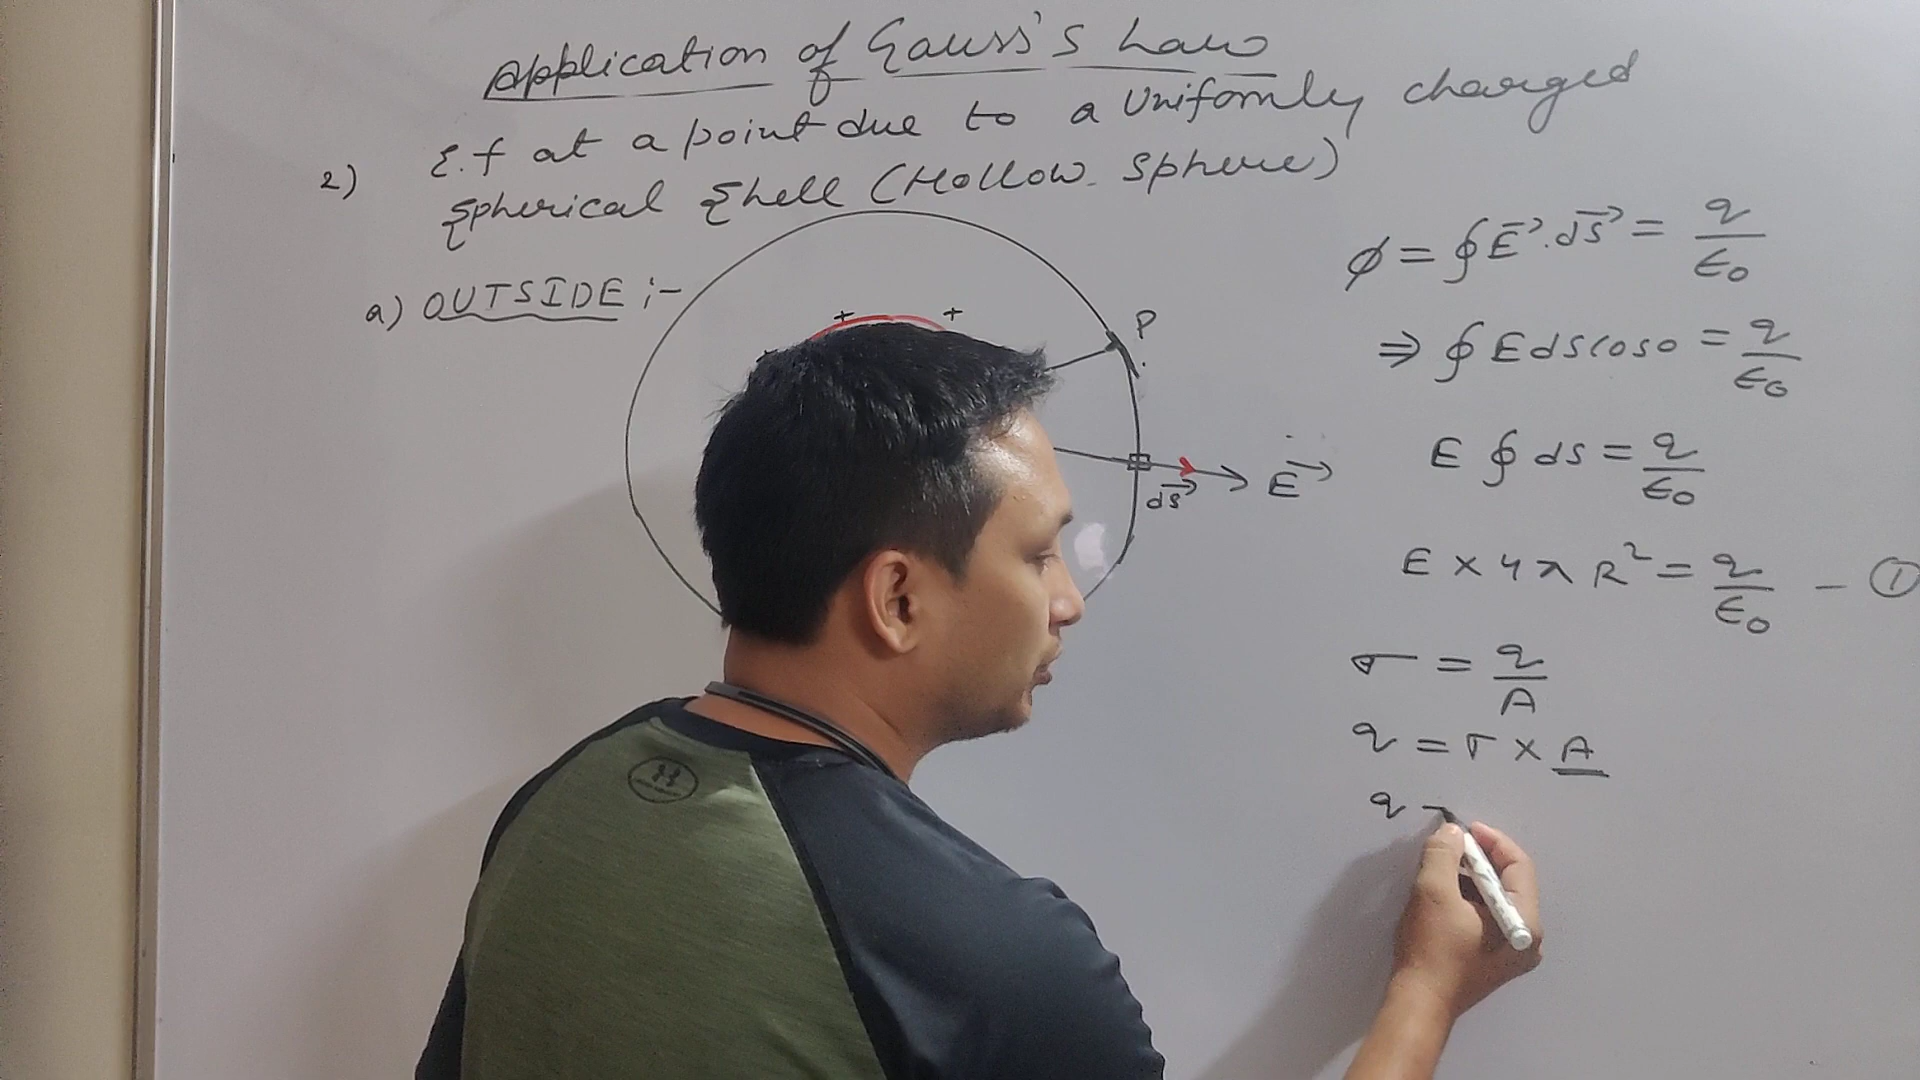 Application of Gauss's Law
2) E.f at a point due to a Uniformly charged
Spherical Shell (Hollow Sphere)
a) OUTSIDE :-
+ +
P
ds→ E→
ϕ = ∮E→.ds→ = q/ε₀
⇒ ∮ E ds cos0 = q/ε₀
E ∮ ds = q/ε₀
E × 4π R² = q/ε₀ – ①
σ = q/A
q = σ × A
q -